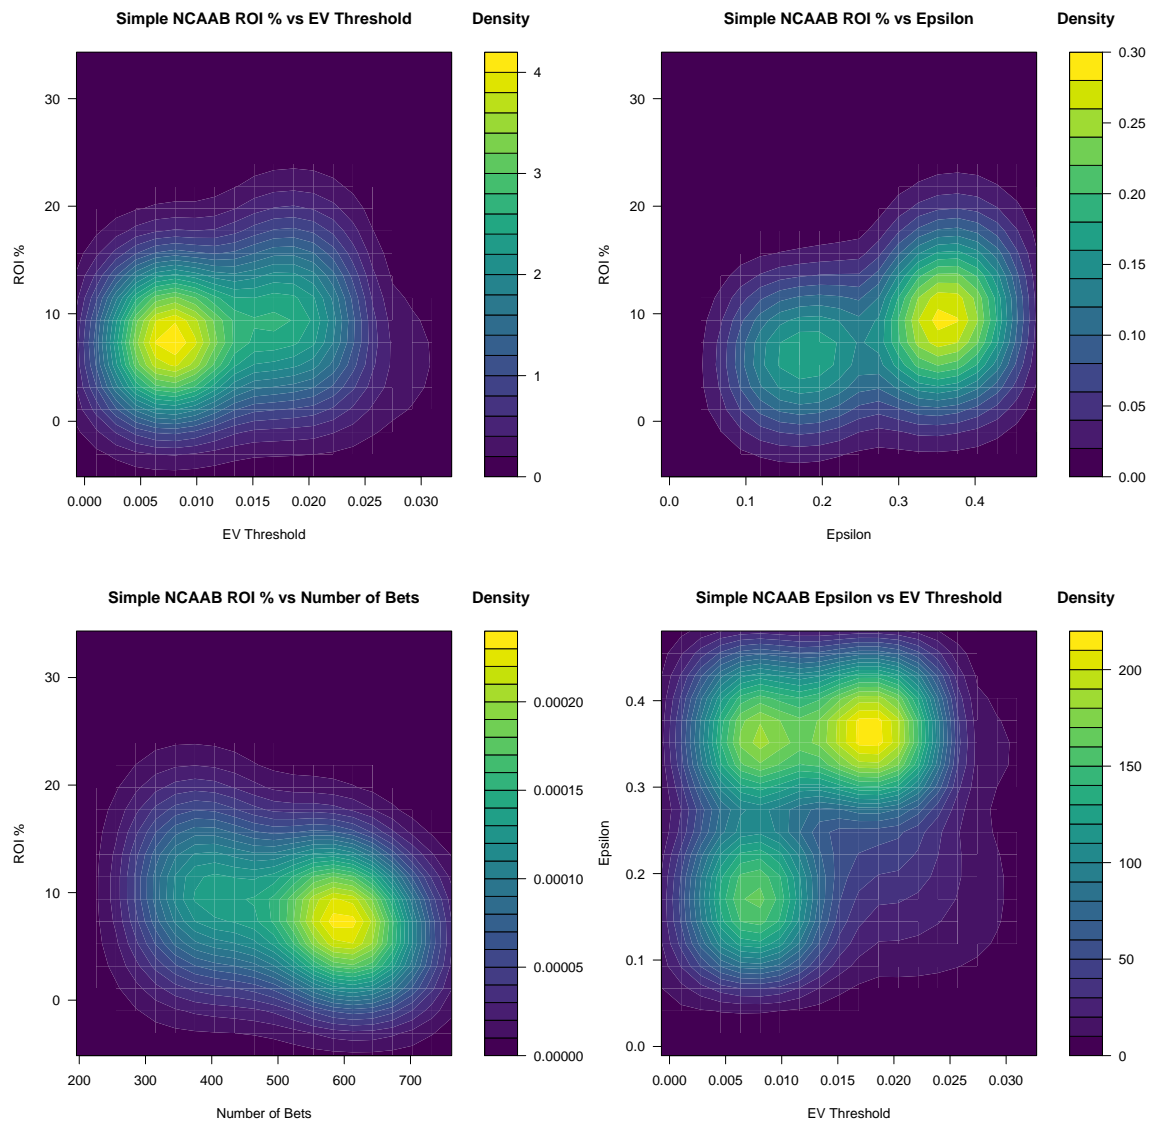 Simple NCAAB ROI % vs EV Threshold
Density
ROI %
30
20
10
0
4
3
2
1
0
0.000 0.005 0.010 0.015 0.020 0.025 0.030
EV Threshold
Simple NCAAB ROI % vs Epsilon
Density
ROI %
30
20
10
0
0.30
0.25
0.20
0.15
0.10
0.05
0.00
0.0 0.1 0.2 0.3 0.4
Epsilon
Simple NCAAB ROI % vs Number of Bets
Density
ROI %
30
20
10
0
0.00020
0.00015
0.00010
0.00005
0.00000
200 300 400 500 600 700
Number of Bets
Simple NCAAB Epsilon vs EV Threshold
Density
Epsilon
0.4
0.3
0.2
0.1
0.0
200
150
100
50
0
0.000 0.005 0.010 0.015 0.020 0.025 0.030
EV Threshold